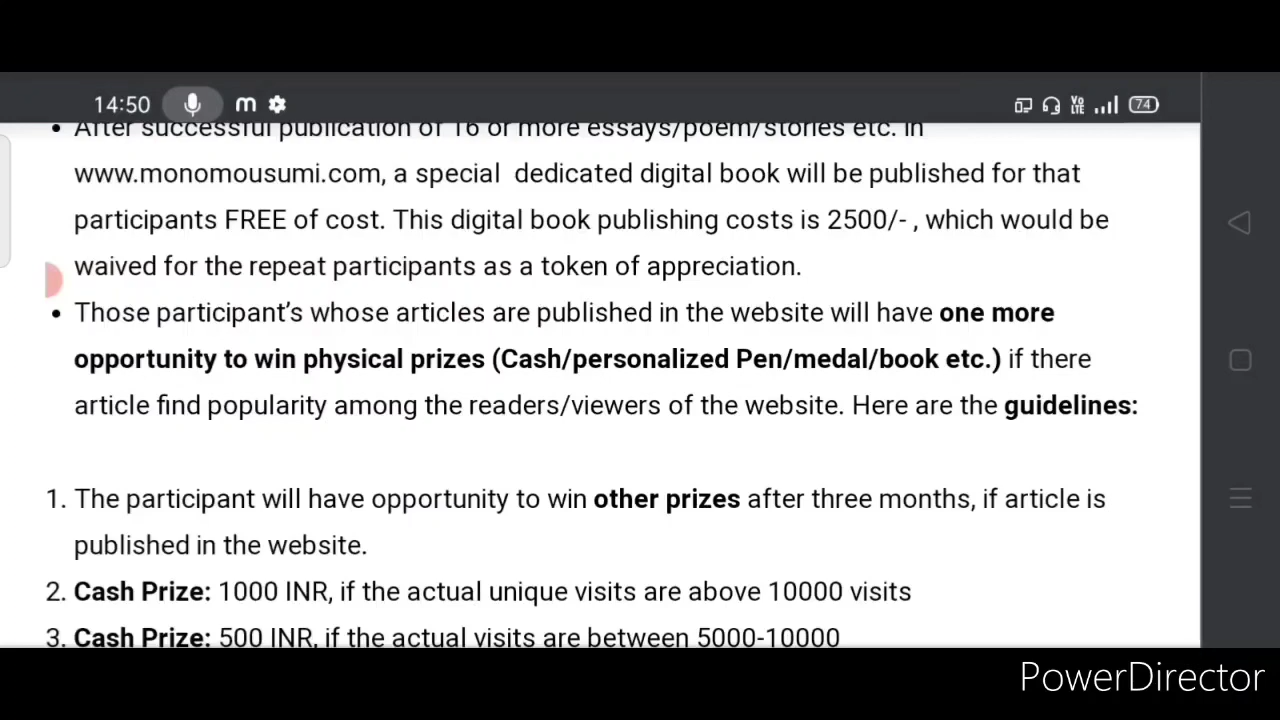 14:50 m Vo LTE 74
After successful publication of 16 or more essays/poem/stories etc. in
www.monomousumi.com, a special dedicated digital book will be published for that
participants FREE of cost. This digital book publishing costs is 2500/- , which would be
waived for the repeat participants as a token of appreciation.
Those participant’s whose articles are published in the website will have one more
opportunity to win physical prizes (Cash/personalized Pen/medal/book etc.) if there
article find popularity among the readers/viewers of the website. Here are the guidelines:
1. The participant will have opportunity to win other prizes after three months, if article is
published in the website.
2. Cash Prize: 1000 INR, if the actual unique visits are above 10000 visits
3. Cash Prize: 500 INR, if the actual visits are between 5000-10000
PowerDirector